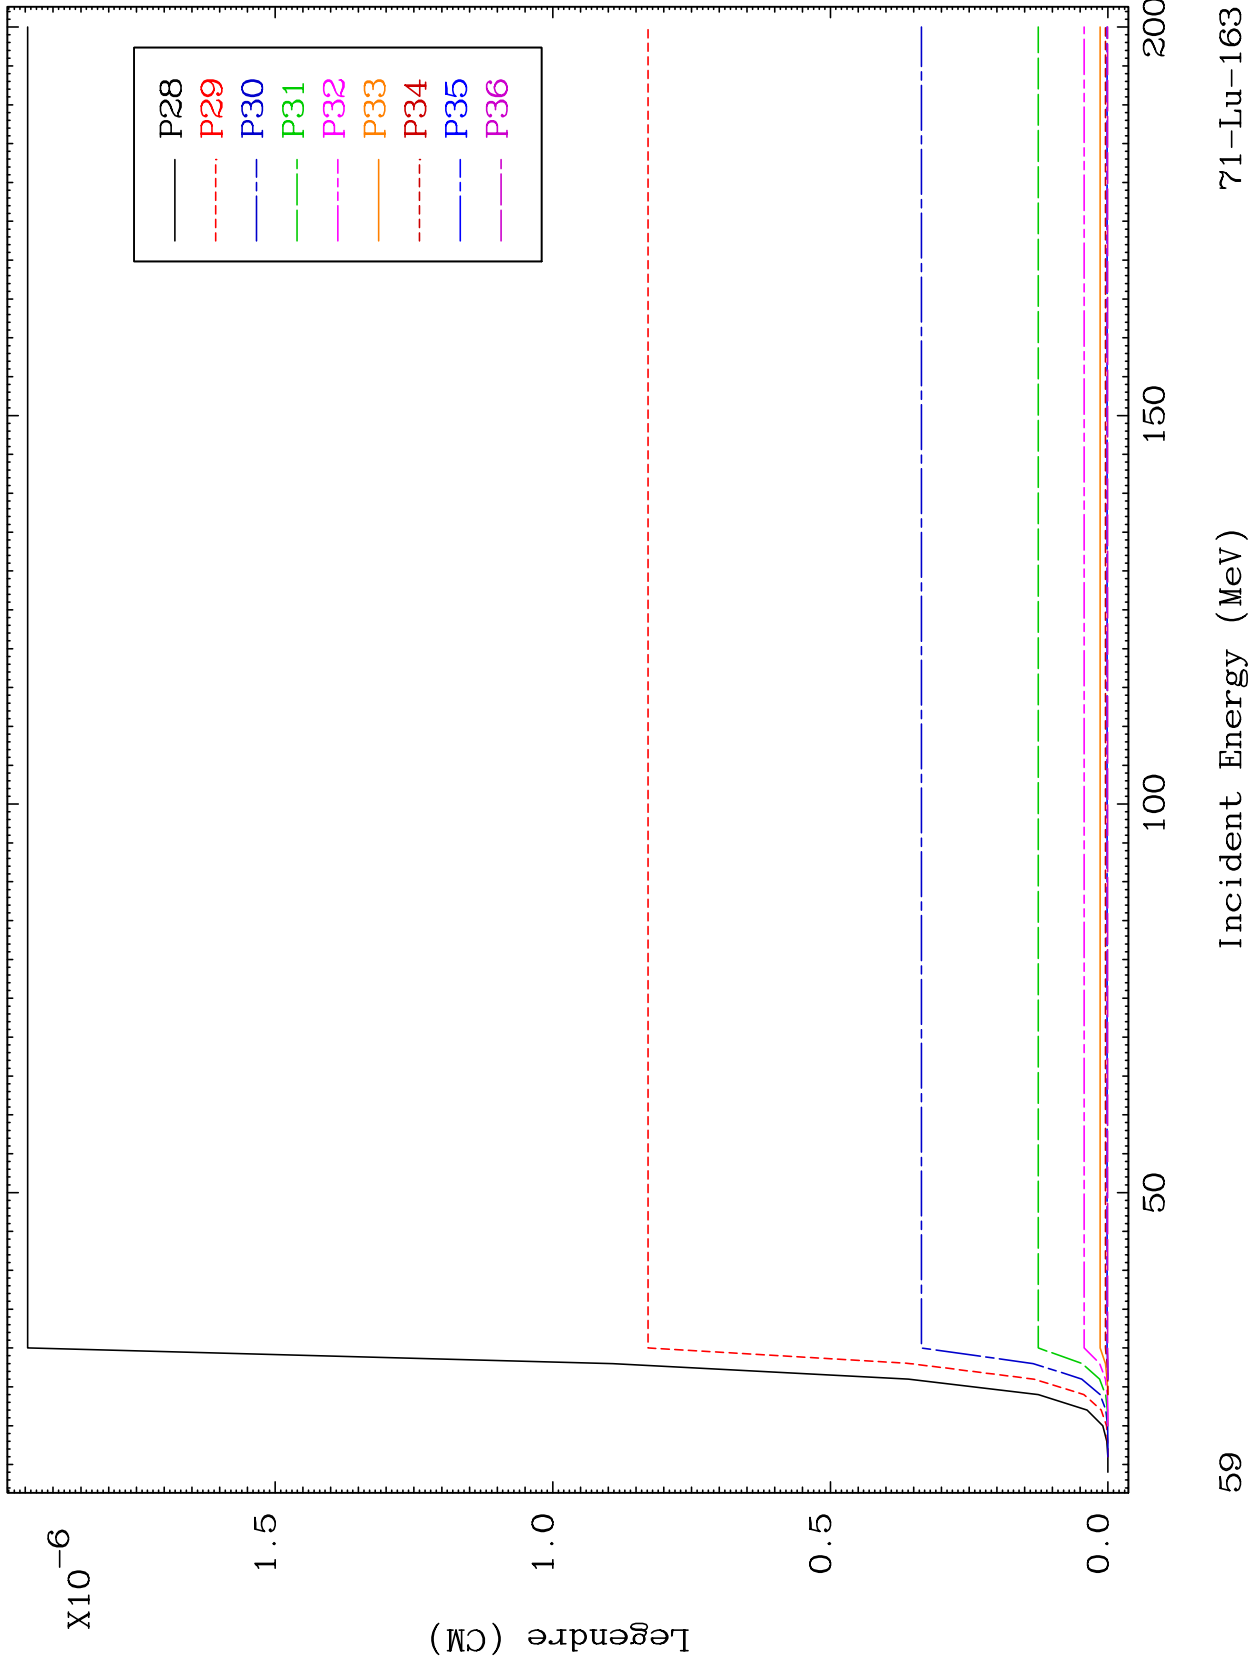 X10-6
Legendre (CM)
1.5
1.0
0.5
0.0
P28
P29
P30
P31
P32
P33
P34
P35
P36
50
100
150
200
Incident Energy (MeV)
59
71-Lu-163